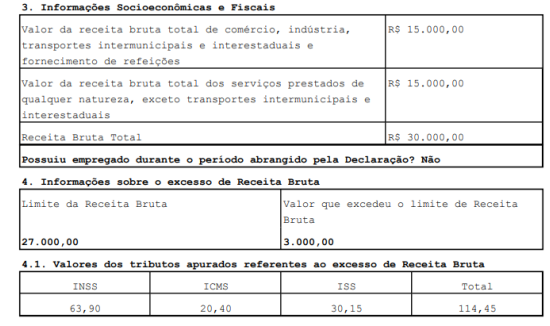 3. Informações Socioeconômicas e Fiscais
Valor da receita bruta total de comércio, indústria, R$ 15.000,00
transportes intermunicipais e interestaduais e
fornecimento de refeições
Valor da receita bruta total dos serviços prestados de R$ 15.000,00
qualquer natureza, exceto transportes intermunicipais e
interestaduais
Receita Bruta Total R$ 30.000,00
Possuiu empregado durante o período abrangido pela Declaração? Não
4. Informações sobre o excesso de Receita Bruta
Limite da Receita Bruta Valor que excedeu o limite de Receita
Bruta
27.000,00 3.000,00
4.1. Valores dos tributos apurados referentes ao excesso de Receita Bruta
INSS ICMS ISS Total
63,90 20,40 30,15 114,45